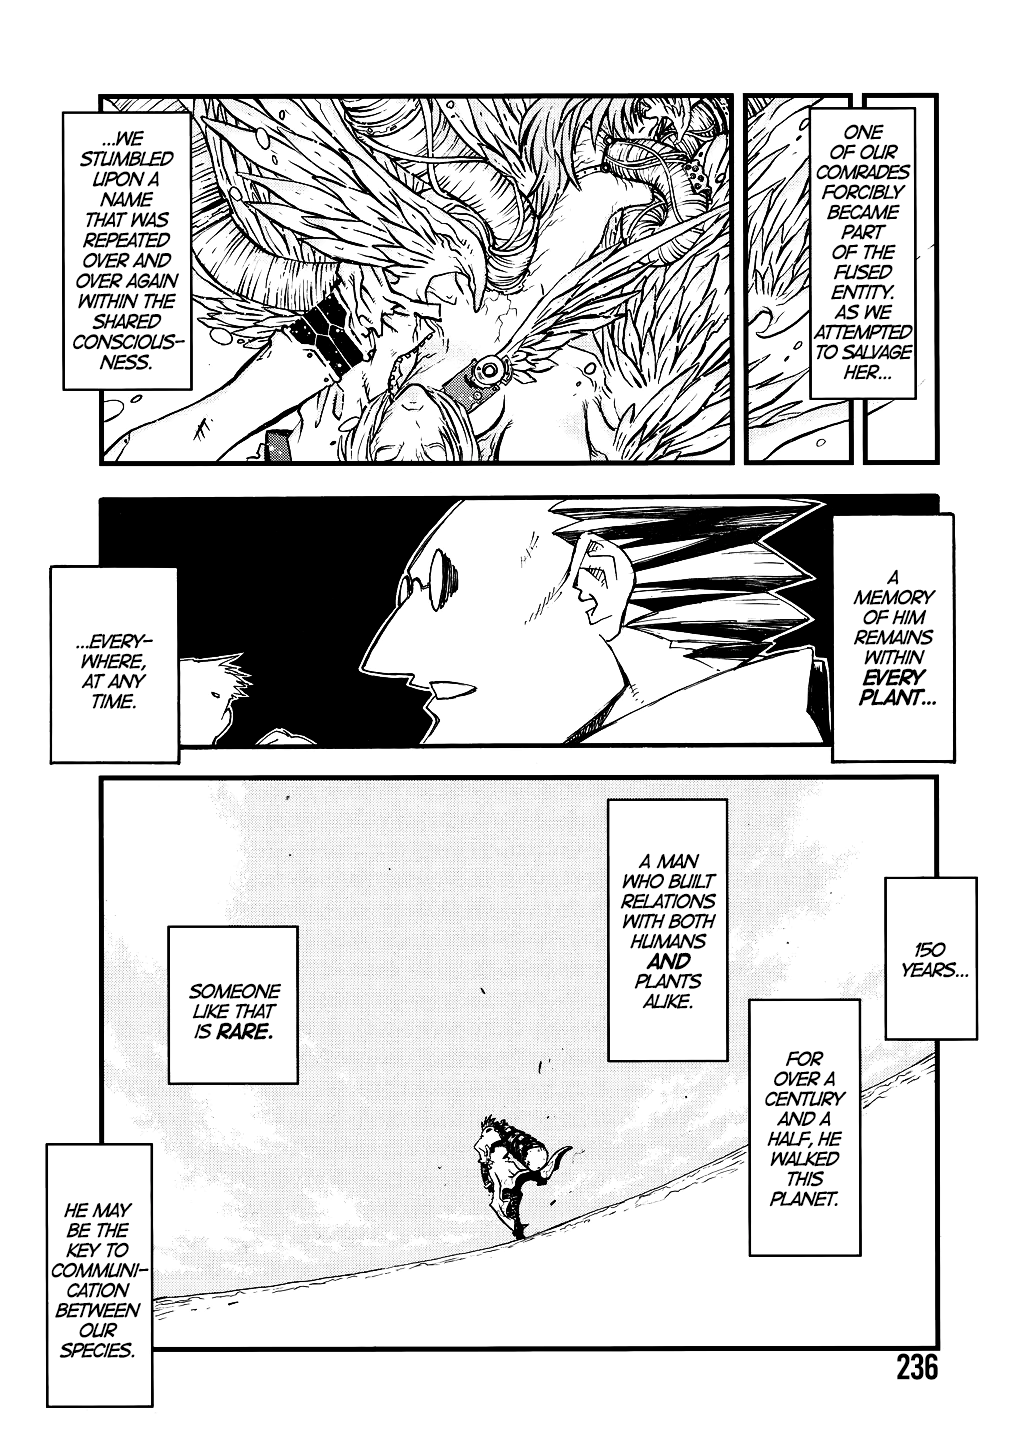 ONE
OF OUR
COMRADES
FORCIBLY
BECAME
PART
OF THE
FUSED
ENTITY.
AS WE
ATTEMPTED
TO SALVAGE
HER...
...WE
STUMBLED
UPON A
NAME
THAT WAS
REPEATED
OVER AND
OVER AGAIN
WITHIN THE
SHARED
CONSCIOUS-
NESS.
A
MEMORY
OF HIM
REMAINS
WITHIN
EVERY
PLANT...
...EVERY-
WHERE,
AT ANY
TIME.
150
YEARS...
FOR
OVER A
CENTURY
AND A
HALF, HE
WALKED
THIS
PLANET.
A MAN
WHO BUILT
RELATIONS
WITH BOTH
HUMANS
AND
PLANTS
ALIKE.
SOMEONE
LIKE THAT
IS RARE.
HE MAY
BE THE
KEY TO
COMMUNI-
CATION
BETWEEN
OUR
SPECIES.
236